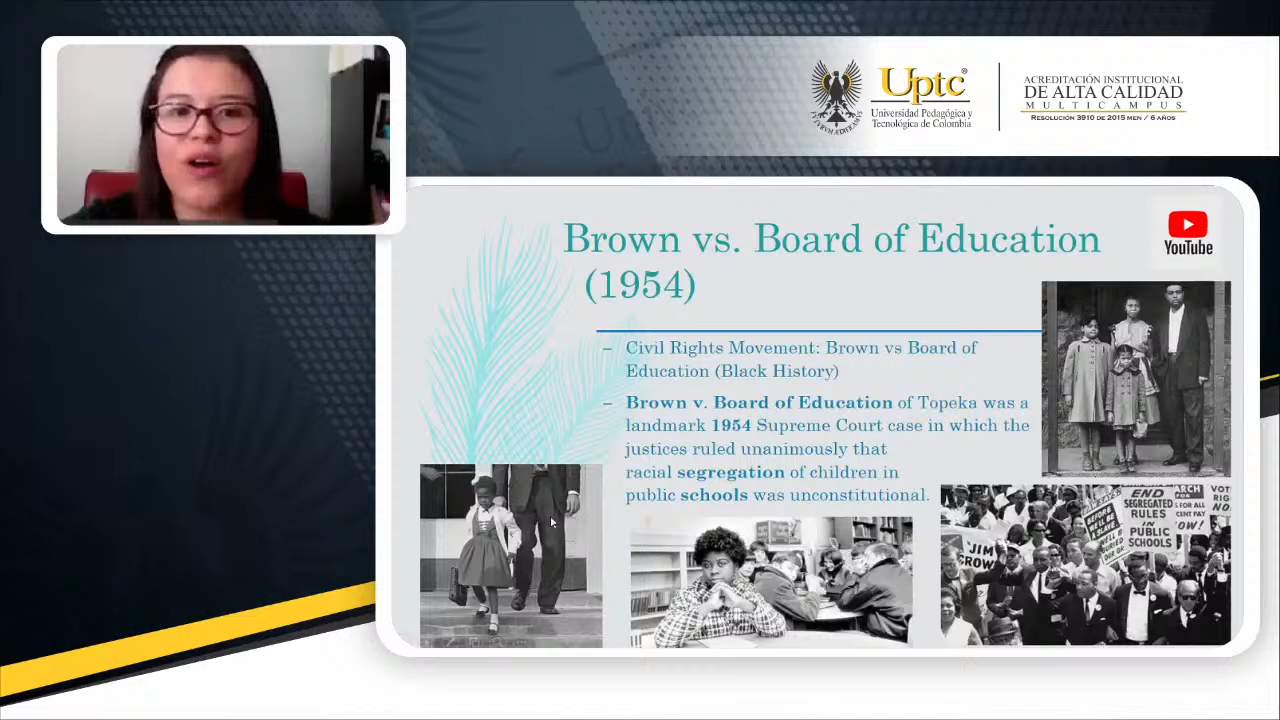 Uptc®
Universidad Pedagógica y
Tecnológica de Colombia
ACREDITACIÓN INSTITUCIONAL
DE ALTA CALIDAD
MULTICAMPUS
RESOLUCIÓN 3910 DE 2015 MEN / 6 AÑOS
Brown vs. Board of Education
(1954)
YouTube
– Civil Rights Movement: Brown vs Board of
Education (Black History)
– Brown v. Board of Education of Topeka was a
landmark 1954 Supreme Court case in which the
justices ruled unanimously that
racial segregation of children in
public schools was unconstitutional.
END
SEGREGATED
RULES
IN
PUBLIC
SCHOOLS
JIM
CROW